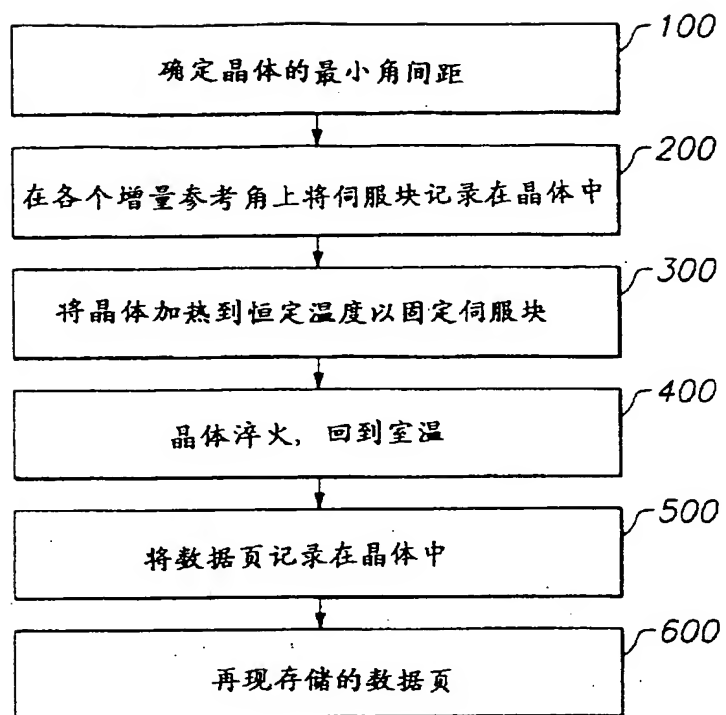 100
确定晶体的最小角间距
200
在各个增量参考角上将伺服块记录在晶体中
300
将晶体加热到恒定温度以固定伺服块
400
晶体淬火，回到室温
500
将数据页记录在晶体中
600
再现存储的数据页